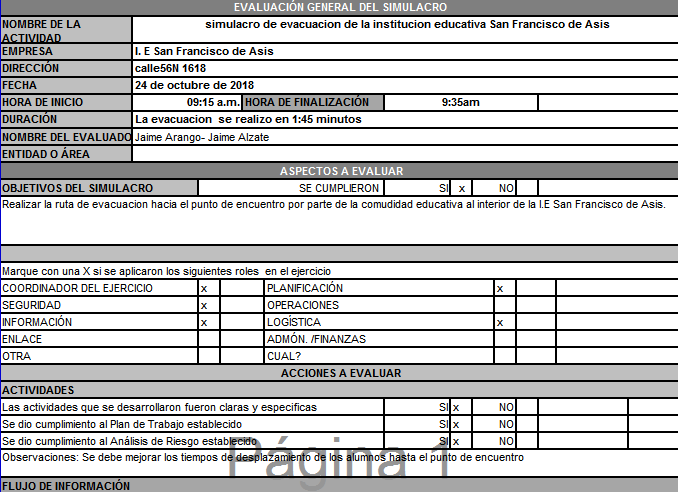 EVALUACIÓN GENERAL DEL SIMULACRO
NOMBRE DE LA ACTIVIDAD simulacro de evacuacion de la institucion educativa San Francisco de Asis
EMPRESA I. E San Francisco de Asis
DIRECCIÓN calle56N 1618
FECHA 24 de octubre de 2018
HORA DE INICIO 09:15 a.m. HORA DE FINALIZACIÓN 9:35am
DURACIÓN La evacuacion se realizo en 1:45 minutos
NOMBRE DEL EVALUADO Jaime Arango- Jaime Alzate
ENTIDAD O ÁREA
ASPECTOS A EVALUAR
OBJETIVOS DEL SIMULACRO SE CUMPLIERON SI x NO
Realizar la ruta de evacuacion hacia el punto de encuentro por parte de la comudidad educativa al interior de la I.E San Francisco de Asis.
Marque con una X si se aplicaron los siguientes roles en el ejercicio
COORDINADOR DEL EJERCICIO x PLANIFICACIÓN x
SEGURIDAD x OPERACIONES
INFORMACIÓN x LOGÍSTICA x
ENLACE ADMÓN. /FINANZAS
OTRA CUAL?
ACCIONES A EVALUAR
ACTIVIDADES
Las actividades que se desarrollaron fueron claras y especificas SI x NO
Se dio cumplimiento al Plan de Trabajo establecido SI x NO
Se dio cumplimiento al Análisis de Riesgo establecido SI x NO
Página 1
Observaciones: Se debe mejorar los tiempos de desplazamiento de los alumnos hasta el punto de encuentro
FLUJO DE INFORMACIÓN